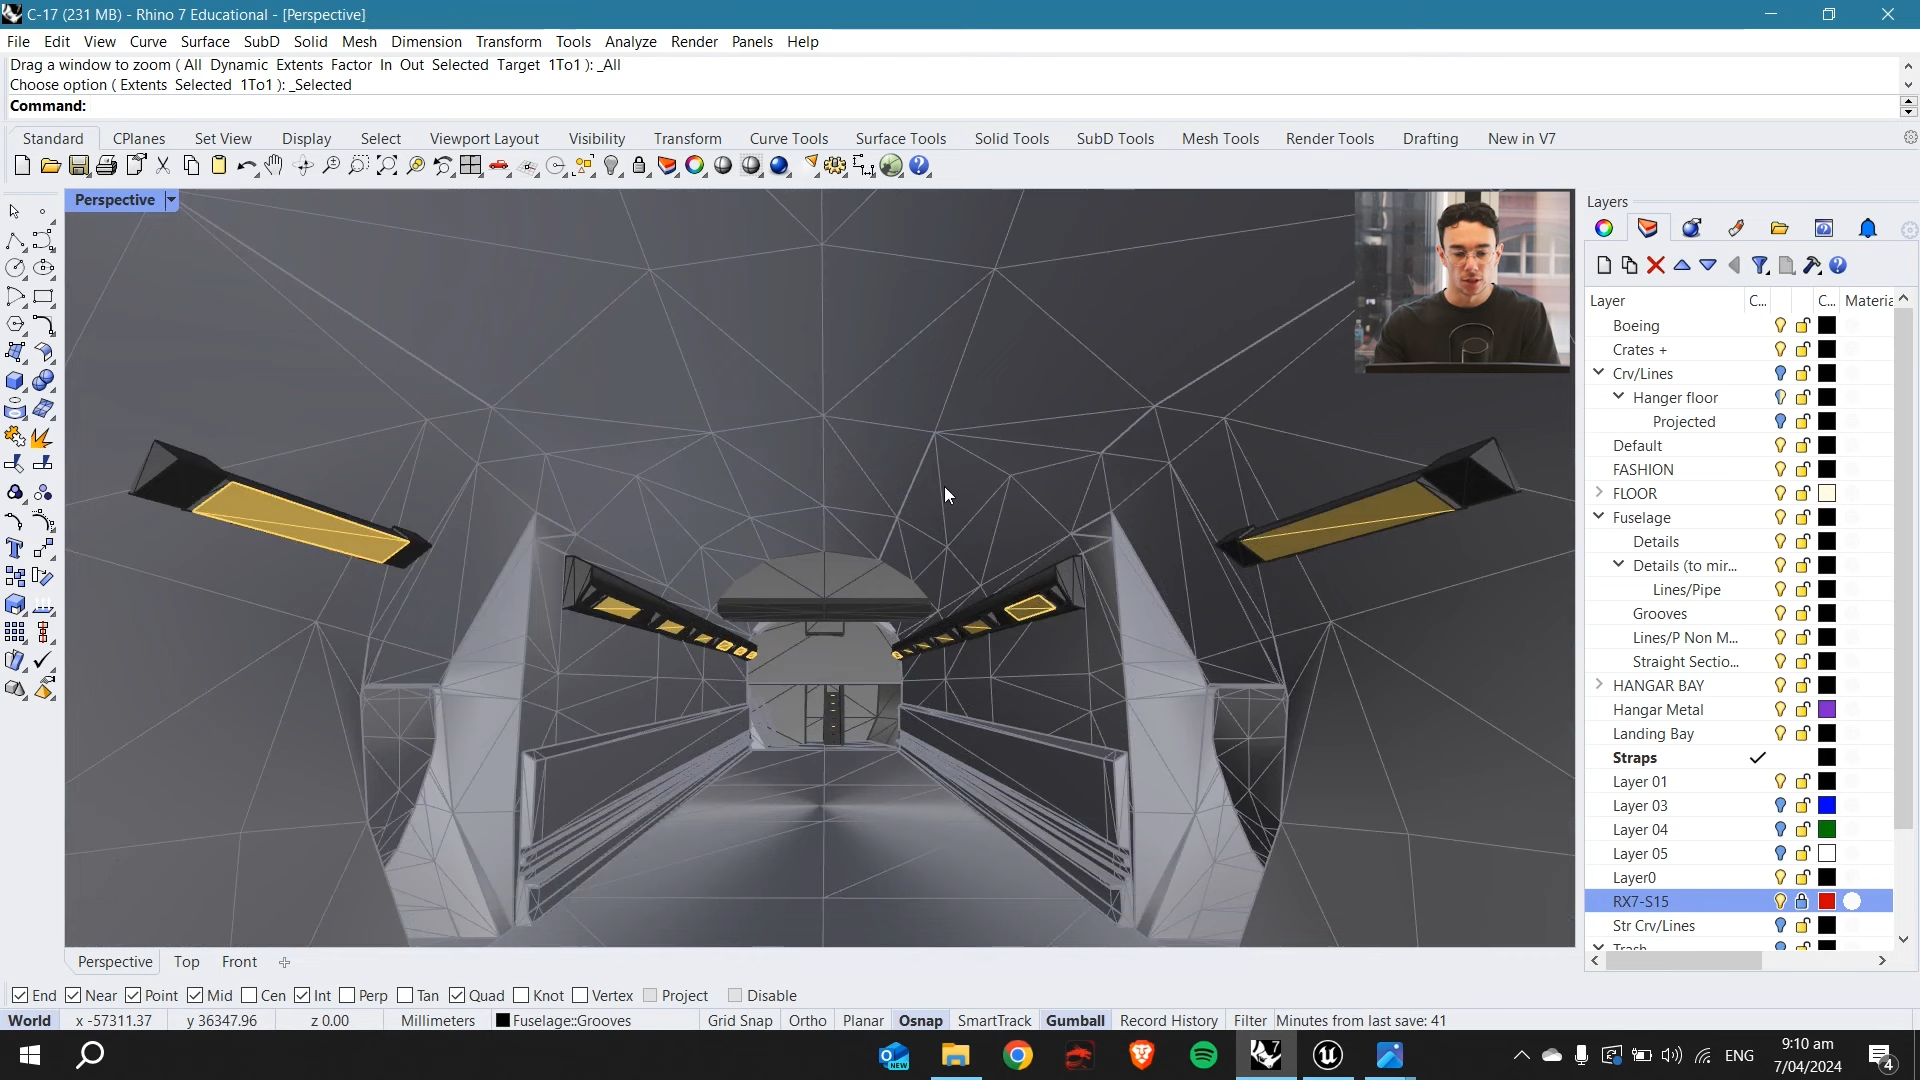 C-17 (231 MB) - Rhino 7 Educational - [Perspective]
File Edit View Curve Surface SubD Solid Mesh Dimension Transform Tools Analyze Render Panels Help
Drag a window to zoom ( All Dynamic Extents Factor In Out Selected Target 1To1 ): _All
Choose option ( Extents Selected 1To1 ): _Selected
Command:
Standard CPlanes Set View Display Select Viewport Layout Visibility Transform Curve Tools Surface Tools Solid Tools SubD Tools Mesh Tools Render Tools Drafting New in V7
Perspective
Layers
Layer C... C... Materia
Boeing
Crates +
Crv/Lines
Hanger floor
Projected
Default
FASHION
FLOOR
Fuselage
Details
Details (to mir...
Lines/Pipe
Grooves
Lines/P Non M...
Straight Sectio...
HANGAR BAY
Hangar Metal
Landing Bay
Straps
Layer 01
Layer 03
Layer 04
Layer 05
Layer0
RX7-S15
Str Crv/Lines
Trash
Perspective Top Front
End Near Point Mid Cen Int Perp Tan Quad Knot Vertex Project Disable
World x -57311.37 y 36347.96 z 0.00 Millimeters Fuselage::Grooves Grid Snap Ortho Planar Osnap SmartTrack Gumball Record History Filter Minutes from last save: 41
NEW
ENG
9:10 am
7/04/2024
4